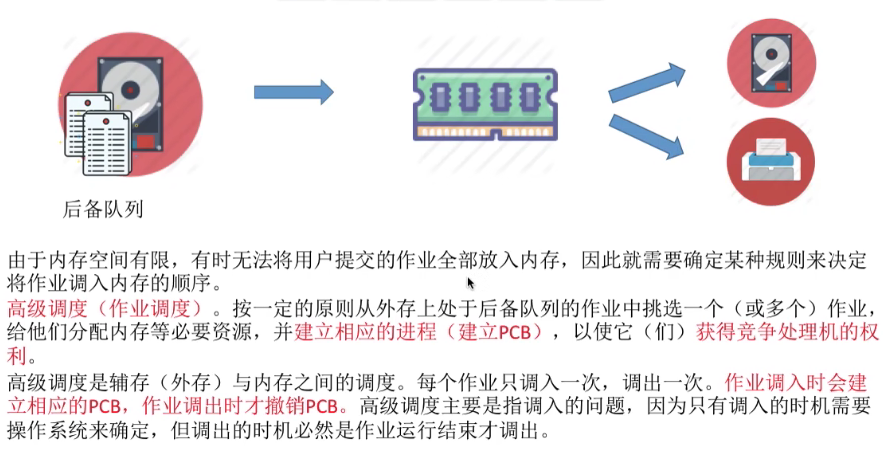 后备队列
由于内存空间有限，有时无法将用户提交的作业全部放入内存，因此就需要确定某种规则来决定
将作业调入内存的顺序。
高级调度（作业调度）。按一定的原则从外存上处于后备队列的作业中挑选一个（或多个）作业，
给他们分配内存等必要资源，并建立相应的进程（建立PCB），以使它（们）获得竞争处理机的权
利。
高级调度是辅存（外存）与内存之间的调度。每个作业只调入一次，调出一次。作业调入时会建
立相应的PCB，作业调出时才撤销PCB。高级调度主要是指调入的问题，因为只有调入的时机需要
操作系统来确定，但调出的时机必然是作业运行结束才调出。